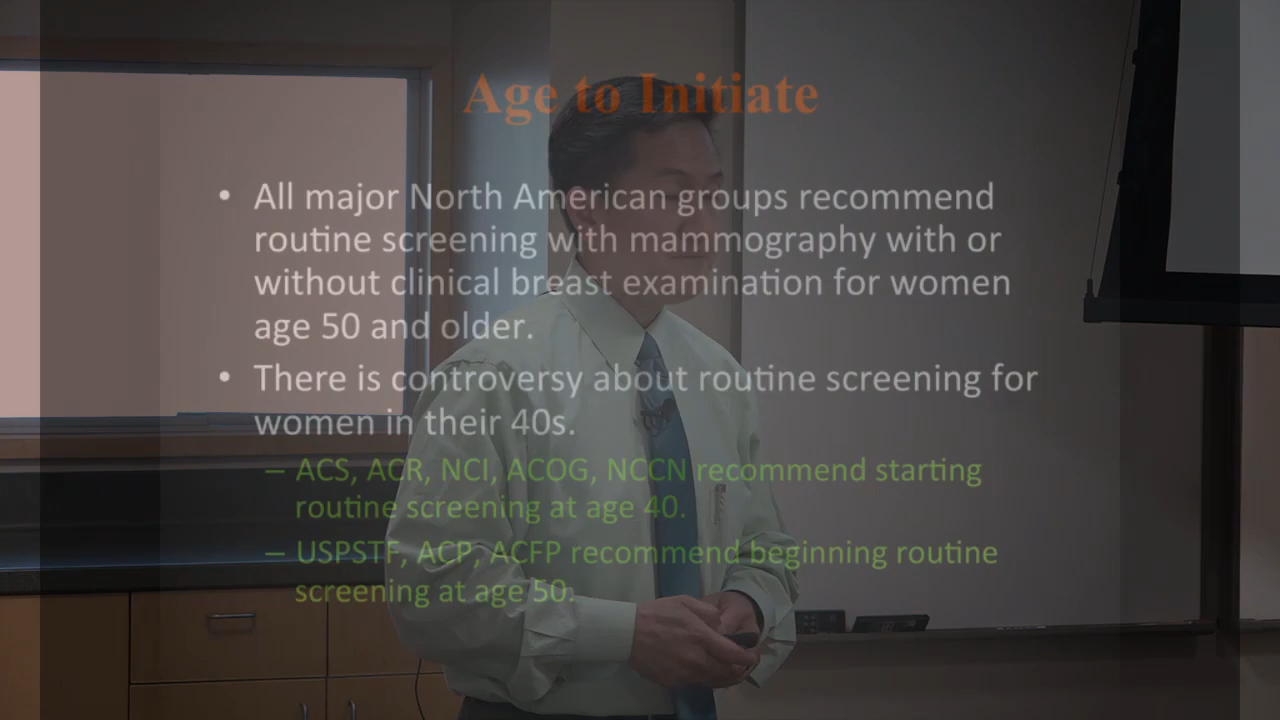 Age to Initiate
• All major North American groups recommend
routine screening with mammography with or
without clinical breast examination for women
age 50 and older.
• There is controversy about routine screening for
women in their 40s.
– ACS, ACR, NCI, ACOG, NCCN recommend starting
routine screening at age 40.
– USPSTF, ACP, ACFP recommend beginning routine
screening at age 50.